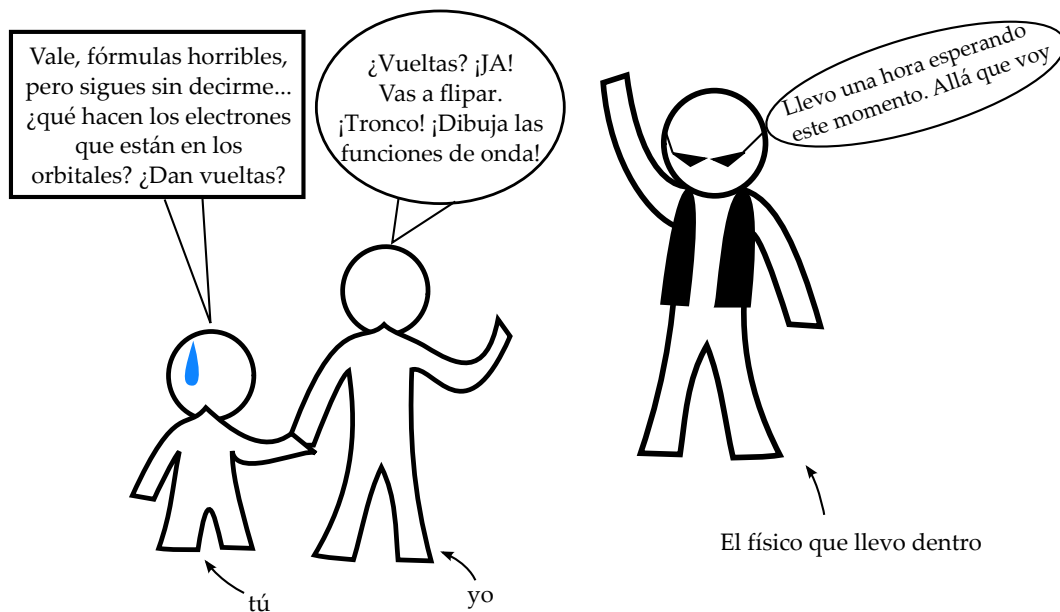 Vale, fórmulas horribles,
pero sigues sin decirme...
¿qué hacen los electrones
que están en los
orbitales? ¿Dan vueltas?
¿Vueltas? ¡JA!
Vas a flipar.
¡Tronco! ¡Dibuja las
funciones de onda!
Llevo una hora esperando
este momento. Allá que voy
El físico que llevo dentro
tú
yo